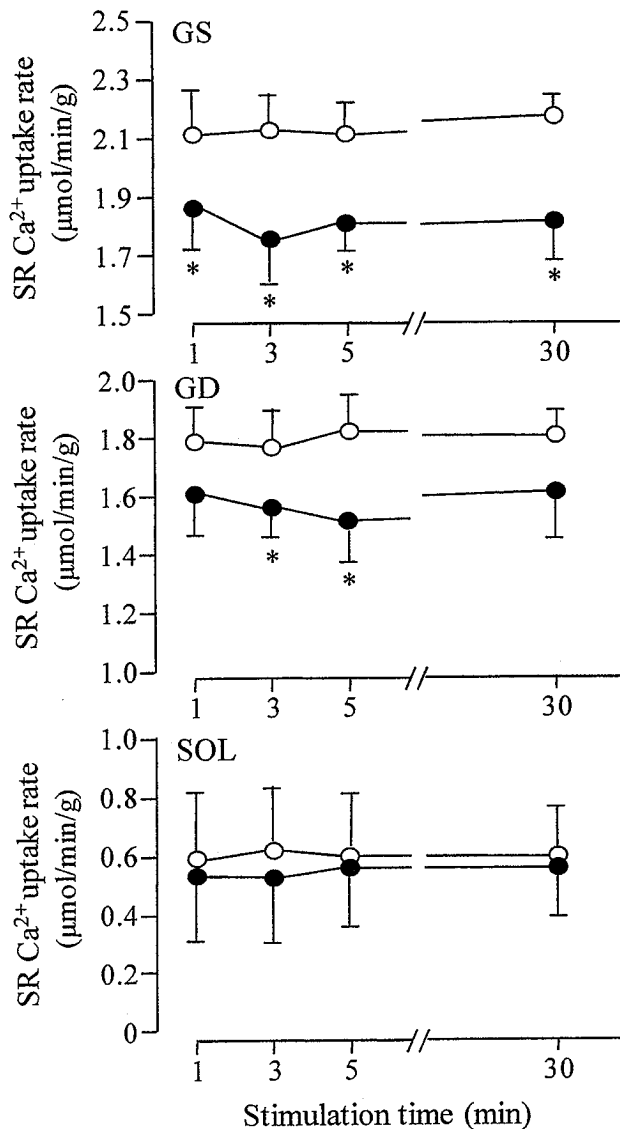 GS
SR Ca²⁺ uptake rate
(μmol/min/g)
2.5
2.3
2.1
1.9
1.7
1.5
* * * *
1 3 5 30
GD
SR Ca²⁺ uptake rate
(μmol/min/g)
2.0
1.8
1.6
1.4
1.2
1.0
* *
1 3 5 30
SOL
SR Ca²⁺ uptake rate
(μmol/min/g)
1.0
0.8
0.6
0.4
0.2
0
1 3 5 30
Stimulation time (min)